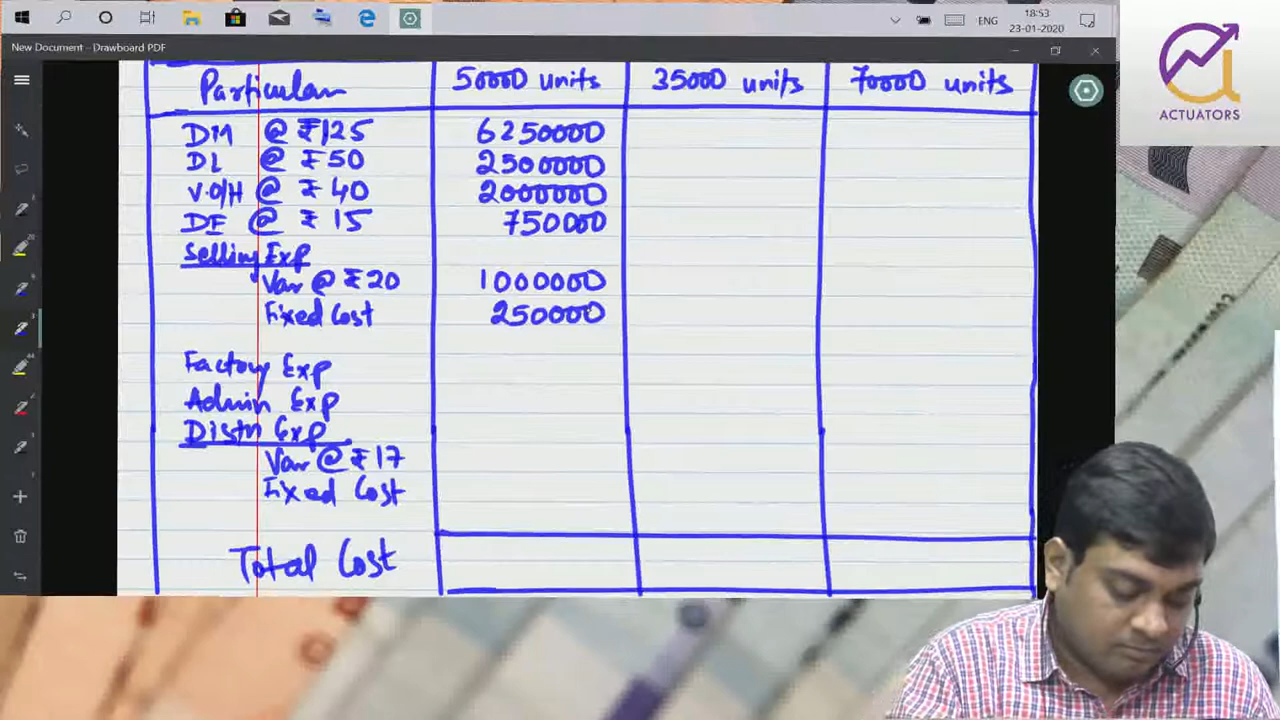 18:53
ENG
23-01-2020
New Document - Drawboard PDF
ACTUATORS
Particulars 50000 units 35000 units 70000 units
DM @ ₹125 6250000
DL @ ₹50 2500000
V.O/H @ ₹ 40 2000000
DE @ ₹ 15 750000
Selling Exp
Var @ ₹20 1000000
Fixed Cost 250000
Factory Exp
Admin Exp
Distn Exp
Var @ ₹17
Fixed Cost
Total Cost